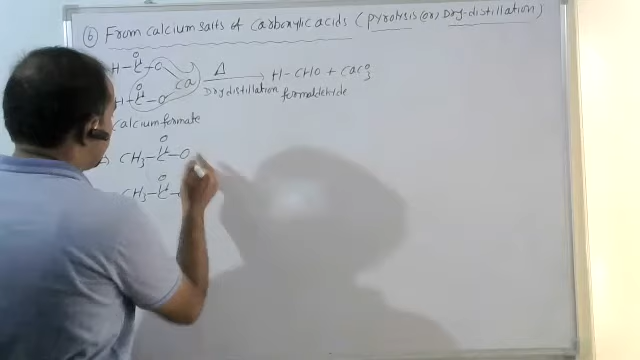 ⑥ From calcium salts of carboxylic acids (pyrolysis (or) Dry-distillation)
O
H-C-O
Δ
Ca → H-CHO + CaCO3
O
H-C-O
Dry distillation formaldehyde
Calcium formate
O
CH3-C-O
O
CH3-C-